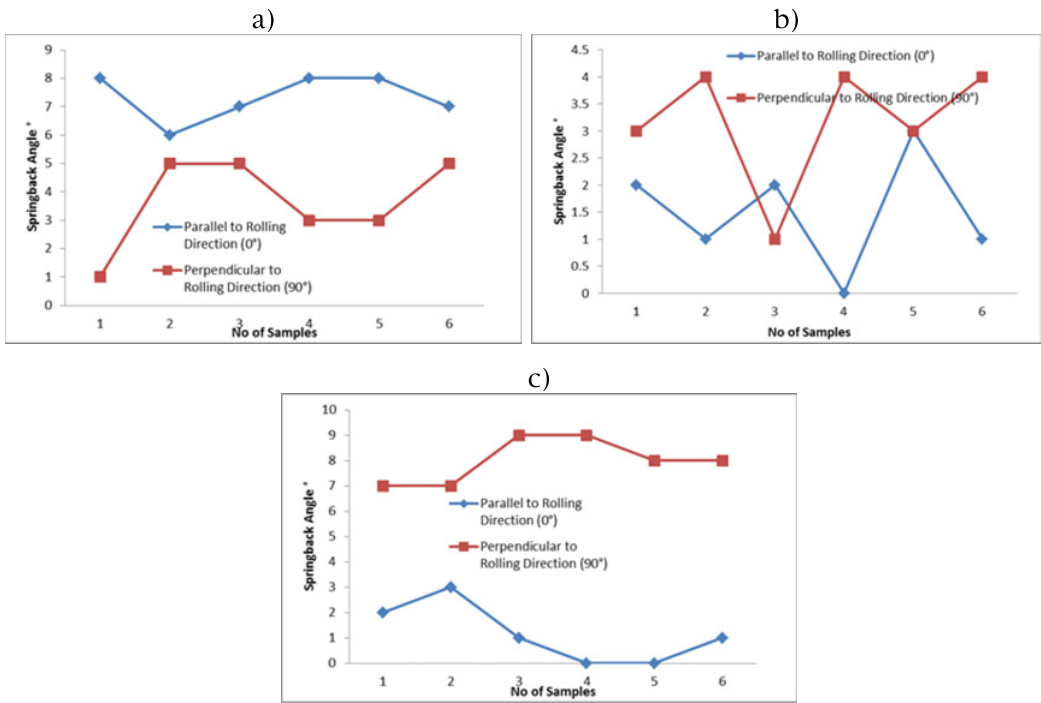 a)
9
8
7
6
5
4
3
2
1
0
Springback Angle °
Parallel to Rolling
Direction (0°)
Perpendicular to
Rolling Direction (90°)
1 2 3 4 5 6
No of Samples
b)
4.5
4
3.5
3
2.5
2
1.5
1
0.5
0
Springback Angle °
Parallel to Rolling Direction (0°)
Perpendicular to Rolling Direction (90°)
1 2 3 4 5 6
No of Samples
c)
10
9
8
7
6
5
4
3
2
1
0
Springback Angle °
Parallel to Rolling
Direction (0°)
Perpendicular to
Rolling Direction (90°)
1 2 3 4 5 6
No of Samples